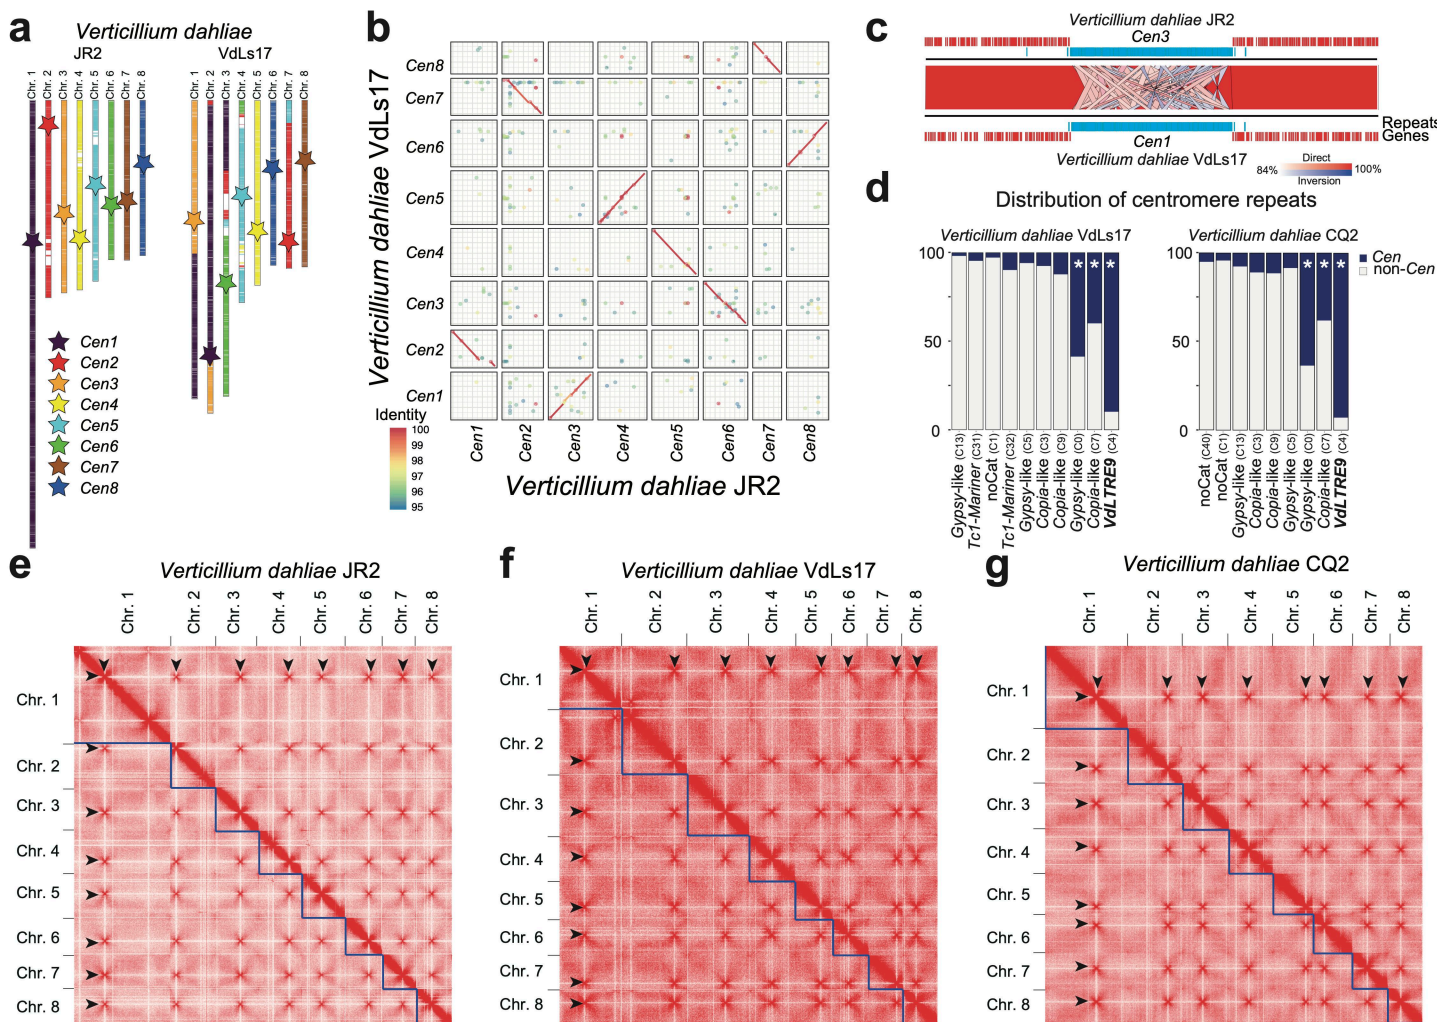 a
Verticillium dahliae
JR2
VdLs17
Chr. 1
Chr. 2
Chr. 3
Chr. 4
Chr. 5
Chr. 6
Chr. 7
Chr. 8
Chr. 1
Chr. 2
Chr. 3
Chr. 4
Chr. 5
Chr. 6
Chr. 7
Chr. 8
Cen1
Cen2
Cen3
Cen4
Cen5
Cen6
Cen7
Cen8
b
Verticillium dahliae VdLs17
Cen8
Cen7
Cen6
Cen5
Cen4
Cen3
Cen2
Cen1
Identity
100
99
98
97
96
95
Cen1
Cen2
Cen3
Cen4
Cen5
Cen6
Cen7
Cen8
Verticillium dahliae JR2
c
Verticillium dahliae JR2
Cen3
Repeats
Genes
Cen1
Verticillium dahliae VdLs17
Direct
84%
100%
Inversion
d
Distribution of centromere repeats
Verticillium dahliae VdLs17
100
50
0
* * *
Gypsy-like (C13)
Tc1-Mariner (C31)
noCat (C1)
Tc1-Mariner (C32)
Gypsy-like (C5)
Copia-like (C3)
Copia-like (C9)
Gypsy-like (C0)
Copia-like (C7)
VdLTRE9 (C4)
Verticillium dahliae CQ2
100
50
0
* * *
Cen
non-Cen
noCat (C40)
noCat (C1)
Gypsy-like (C13)
Copia-like (C3)
Copia-like (C9)
Gypsy-like (C5)
Gypsy-like (C0)
Copia-like (C7)
VdLTRE9 (C4)
e
Verticillium dahliae JR2
Chr. 1
Chr. 2
Chr. 3
Chr. 4
Chr. 5
Chr. 6
Chr. 7
Chr. 8
Chr. 1
Chr. 2
Chr. 3
Chr. 4
Chr. 5
Chr. 6
Chr. 7
Chr. 8
f
Verticillium dahliae VdLs17
Chr. 1
Chr. 2
Chr. 3
Chr. 4
Chr. 5
Chr. 6
Chr. 7
Chr. 8
Chr. 1
Chr. 2
Chr. 3
Chr. 4
Chr. 5
Chr. 6
Chr. 7
Chr. 8
g
Verticillium dahliae CQ2
Chr. 1
Chr. 2
Chr. 3
Chr. 4
Chr. 5
Chr. 6
Chr. 7
Chr. 8
Chr. 1
Chr. 2
Chr. 3
Chr. 4
Chr. 5
Chr. 6
Chr. 7
Chr. 8